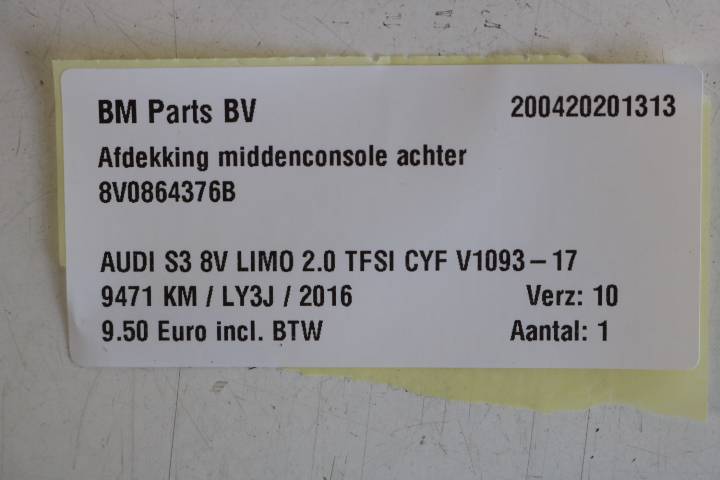 BM Parts BV 200420201313
Afdekking middenconsole achter
8V0864376B
AUDI S3 8V LIMO 2.0 TFSI CYF V1093-17
9471 KM / LY3J / 2016 Verz: 10
9.50 Euro incl. BTW Aantal: 1